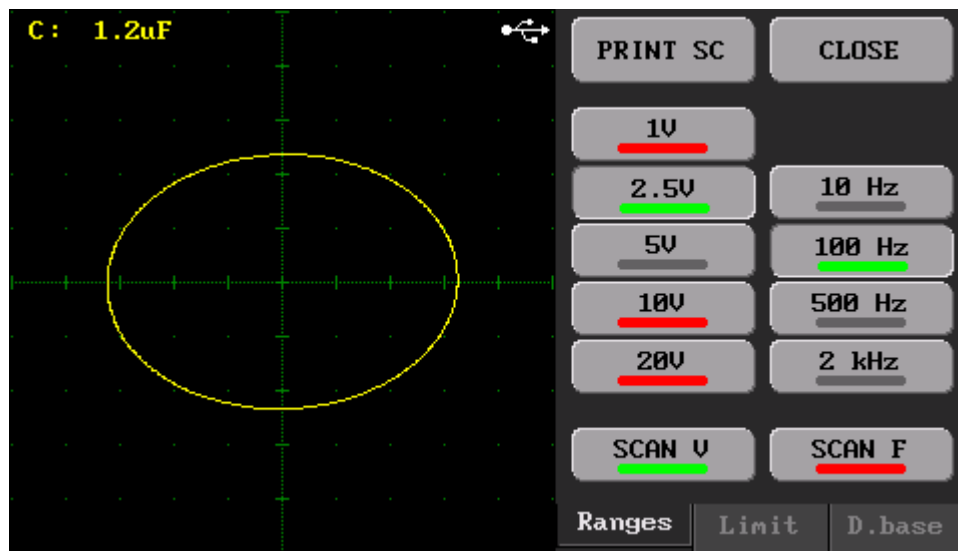 C: 1.2uF
PRINT SC
CLOSE
1V
2.5V
10 Hz
5V
100 Hz
10V
500 Hz
20V
2 kHz
SCAN V
SCAN F
Ranges
Limit
D.base